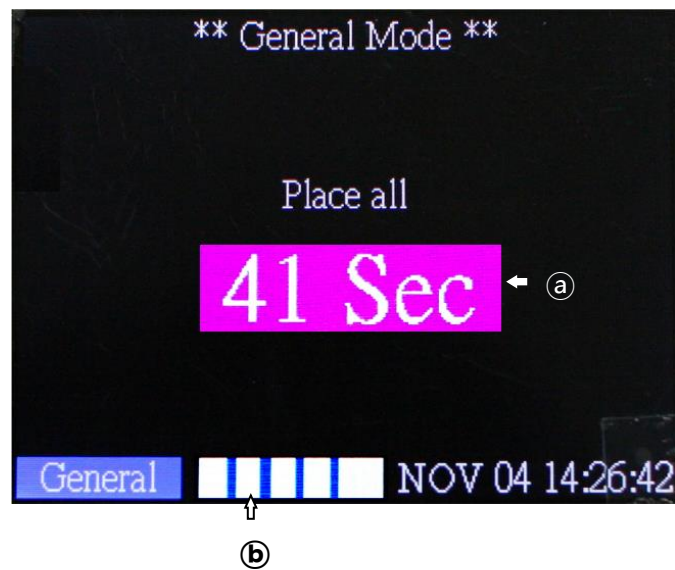 ** General Mode **
Place all
41 Sec
ⓐ
General
NOV 04 14:26:42
ⓑ